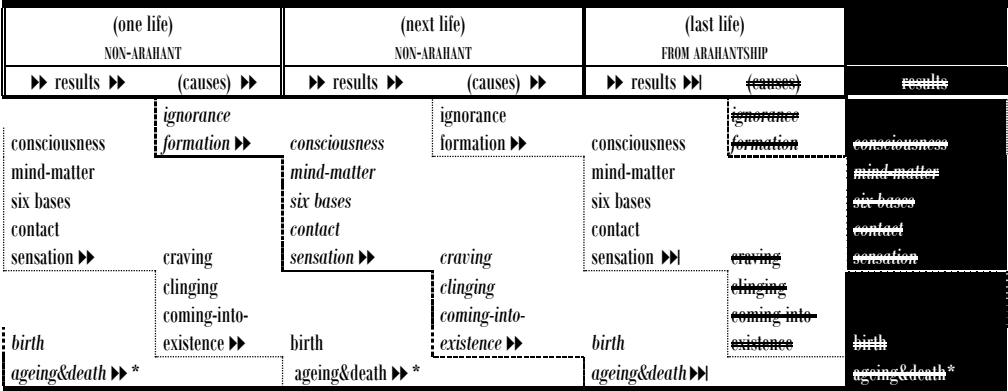 (one life) (next life) (last life)
NON-ARAHANT NON-ARAHANT FROM ARAHANTSHIP
▶▶ results ▶▶ (causes) ▶▶ ▶▶ results ▶▶ (causes) ▶▶ ▶▶ results ▶▶| (causes) results
ignorance ignorance ignorance
consciousness formation ▶▶ consciousness formation ▶▶ consciousness formation consciousness
mind-matter mind-matter mind-matter mind-matter
six bases six bases six bases six bases
contact contact contact contact
sensation ▶▶ craving sensation ▶▶ craving sensation ▶▶| craving sensation
clinging clinging clinging
coming-into- coming-into- coming-into-
birth existence ▶▶ birth existence ▶▶ birth existence birth
ageing&death ▶▶ * ageing&death ▶▶ * ageing&death ▶▶| ageing&death*